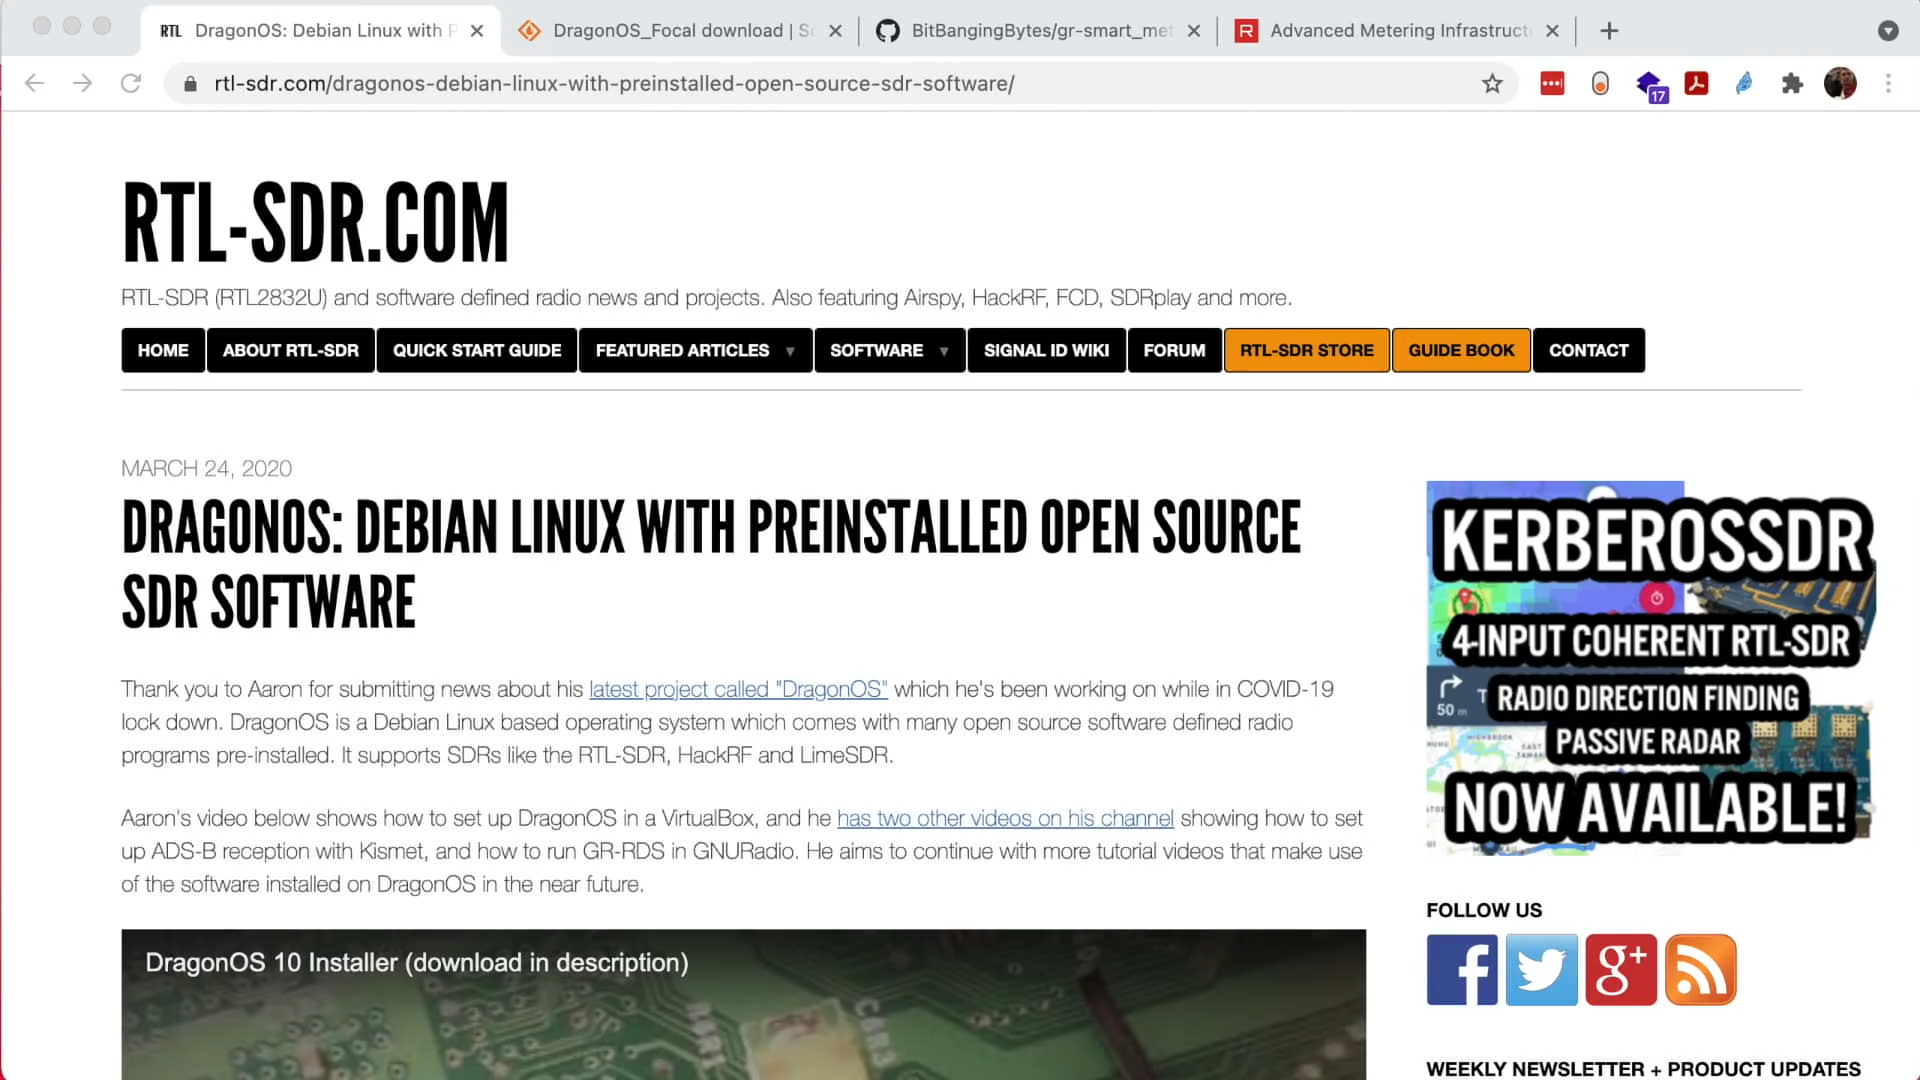 RTL DragonOS: Debian Linux with P
DragonOS_Focal download | So
BitBangingBytes/gr-smart_met
R Advanced Metering Infrastructu
rtl-sdr.com/dragonos-debian-linux-with-preinstalled-open-source-sdr-software/
17
RTL-SDR.COM
RTL-SDR (RTL2832U) and software defined radio news and projects. Also featuring Airspy, HackRF, FCD, SDRplay and more.
HOME ABOUT RTL-SDR QUICK START GUIDE FEATURED ARTICLES SOFTWARE SIGNAL ID WIKI FORUM RTL-SDR STORE GUIDE BOOK CONTACT
MARCH 24, 2020
DRAGONOS: DEBIAN LINUX WITH PREINSTALLED OPEN SOURCE
SDR SOFTWARE
Thank you to Aaron for submitting news about his latest project called "DragonOS" which he's been working on while in COVID-19
lock down. DragonOS is a Debian Linux based operating system which comes with many open source software defined radio
programs pre-installed. It supports SDRs like the RTL-SDR, HackRF and LimeSDR.
Aaron's video below shows how to set up DragonOS in a VirtualBox, and he has two other videos on his channel showing how to set
up ADS-B reception with Kismet, and how to run GR-RDS in GNURadio. He aims to continue with more tutorial videos that make use
of the software installed on DragonOS in the near future.
DragonOS 10 Installer (download in description)
KERBEROSSDR
4-INPUT COHERENT RTL-SDR
50 m
RADIO DIRECTION FINDING
PASSIVE RADAR
NOW AVAILABLE!
FOLLOW US
f g+
WEEKLY NEWSLETTER + PRODUCT UPDATES